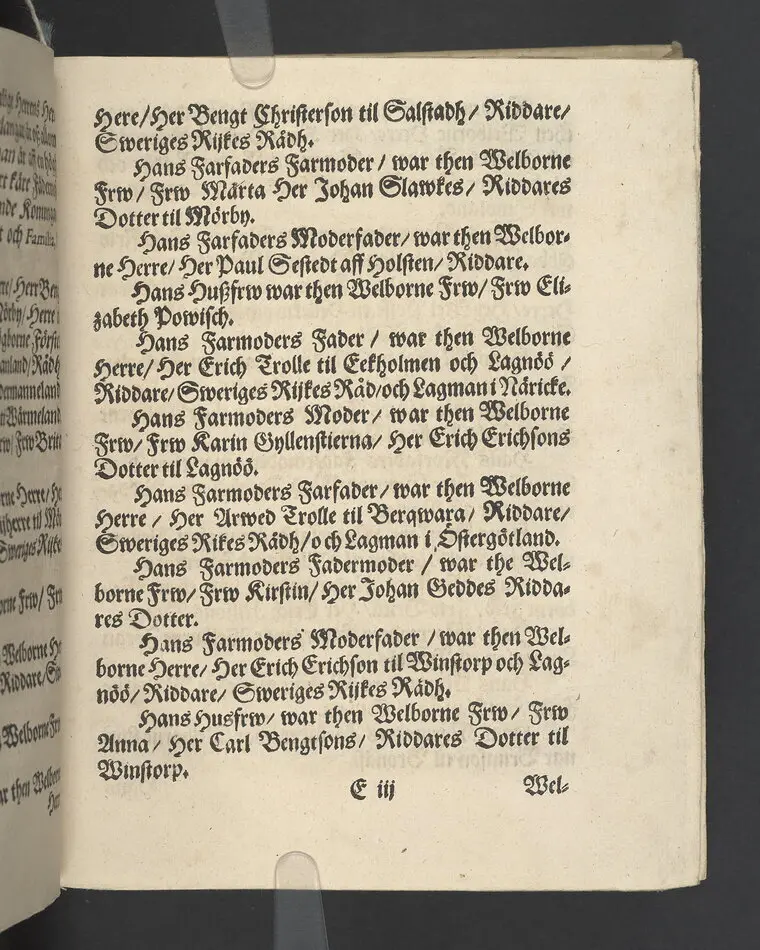 Here/Her Bengt Christerson til Salstadh/ Riddare/
Sweriges Rijkes Rådh.
Hans Farfaders Farmoder/ war then Welborne
Frw/ Frw Märta Her Johan Slawkes/ Riddares
Dotter til Mörby.
Hans Farfaders Moderfader/ war then Welbor-
ne Herre/ Her Paul Sestedt aff Holsten/ Riddare.
Hans Hußfrw war then Welborne Frw/ Frw Eli-
zabeth Powisch.
Hans Farmoders Fader/ war then Welborne
Herre/ Her Erich Trolle til Eekholmen och Lagnöö/
Riddare/ Sweriges Rijkes Råd/och Lagman i Näricke.
Hans Farmoders Moder/ war then Welborne
Frw/ Frw Karin Gyllenstierna/ Her Erich Erichsons
Dotter til Lagnöö.
Hans Farmoders Farfader/ war then Welborne
Herre/ Her Arwed Trolle til Berqwara/ Riddare/
Sweriges Rikes Rådh/och Lagman i Östergötland.
Hans Farmoders Fadermoder/ war the Wel-
borne Frw/ Frw Kirstin/ Her Johan Geddes Ridda-
res Dotter.
Hans Farmoders Moderfader/ war then Wel-
borne Herre/ Her Erich Erichson til Winstorp och Lag-
nöö/ Riddare/ Sweriges Rijkes Rådh.
Hans Husfrw/ war then Welborne Frw/ Frw
Anna/ Her Carl Bengtsons/ Riddares Dotter til
Winstorp.
E iij Wel-